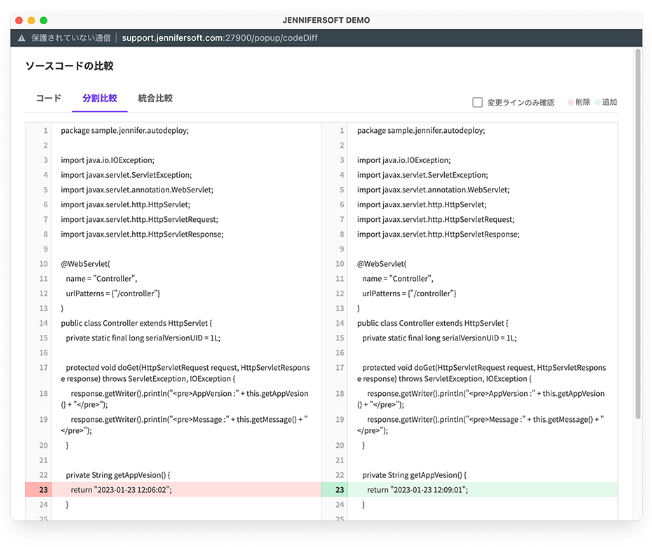 JENNIFERSOFT DEMO
保護されていない通信 | support.jennifersoft.com:27900/popup/codeDiff
ソースコードの比較
コード 分割比較 統合比較
変更ラインのみ確認 削除 追加
1 package sample.jennifer.autodeploy;
2
3 import java.io.IOException;
4 import javax.servlet.ServletException;
5 import javax.servlet.annotation.WebServlet;
6 import javax.servlet.http.HttpServlet;
7 import javax.servlet.http.HttpServletRequest;
8 import javax.servlet.http.HttpServletResponse;
9
10 @WebServlet(
11 name = "Controller",
12 urlPatterns = {"/controller"}
13 )
14 public class Controller extends HttpServlet {
15 private static final long serialVersionUID = 1L;
16
17 protected void doGet(HttpServletRequest request, HttpServletRespons
e response) throws ServletException, IOException {
18 response.getWriter().println("<pre>AppVersion :" + this.getAppVesion
() + "</pre>");
19 response.getWriter().println("<pre>Message :" + this.getMessage() + "
</pre>");
20 }
21
22 private String getAppVesion() {
23 return "2023-01-23 12:06:02";
24 }
25
1 package sample.jennifer.autodeploy;
2
3 import java.io.IOException;
4 import javax.servlet.ServletException;
5 import javax.servlet.annotation.WebServlet;
6 import javax.servlet.http.HttpServlet;
7 import javax.servlet.http.HttpServletRequest;
8 import javax.servlet.http.HttpServletResponse;
9
10 @WebServlet(
11 name = "Controller",
12 urlPatterns = {"/controller"}
13 )
14 public class Controller extends HttpServlet {
15 private static final long serialVersionUID = 1L;
16
17 protected void doGet(HttpServletRequest request, HttpServletRespons
e response) throws ServletException, IOException {
18 response.getWriter().println("<pre>AppVersion :" + this.getAppVesion
() + "</pre>");
19 response.getWriter().println("<pre>Message :" + this.getMessage() + "
</pre>");
20 }
21
22 private String getAppVesion() {
23 return "2023-01-23 12:09:01";
24 }
25